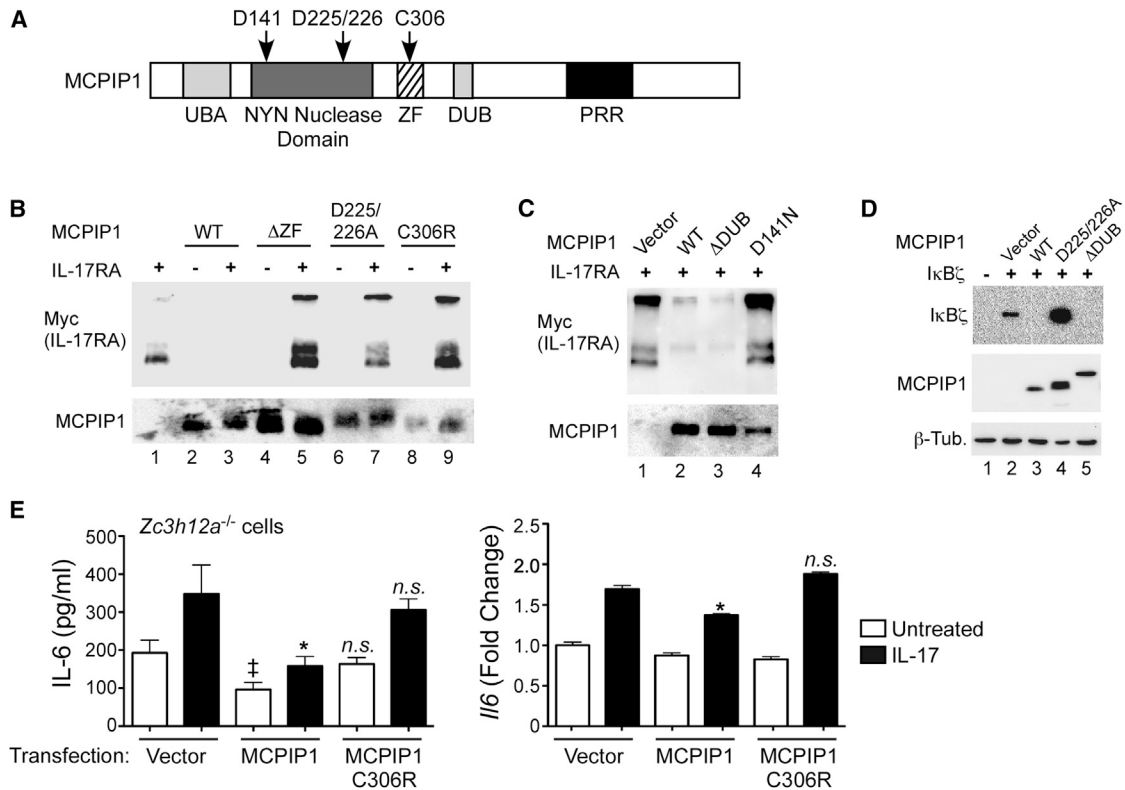 A
D141 D225/226 C306
MCPIP1
UBA NYN Nuclease Domain ZF DUB PRR
B
MCPIP1 WT ΔZF D225/226A C306R
IL-17RA + - + - + - + - +
Myc (IL-17RA)
MCPIP1
1 2 3 4 5 6 7 8 9
C
MCPIP1 Vector WT ΔDUB D141N
IL-17RA + + + +
Myc (IL-17RA)
MCPIP1
1 2 3 4
D
MCPIP1 Vector WT D225/226A ΔDUB
IκBζ - + + + +
IκBζ
MCPIP1
β-Tub.
1 2 3 4 5
E
Zc3h12a-/- cells
IL-6 (pg/ml)
500
400
300
200
100
0
‡ * n.s. n.s.
Transfection: Vector MCPIP1 MCPIP1 C306R
Il6 (Fold Change)
2.5
2.0
1.5
1.0
0.5
0
* n.s.
Vector MCPIP1 MCPIP1 C306R
Untreated
IL-17